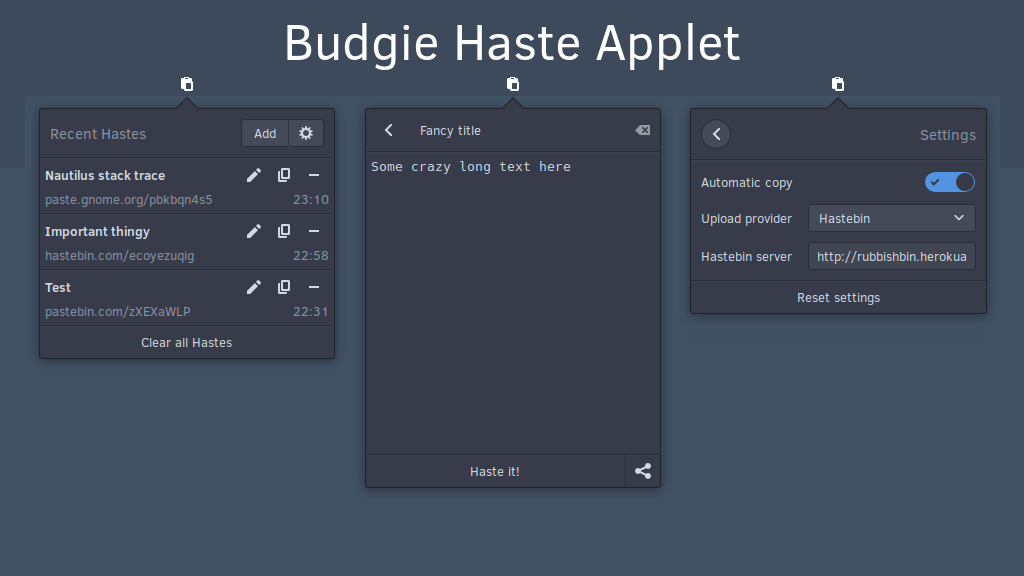 Budgie Haste Applet
Recent Hastes
Add
Nautilus stack trace
paste.gnome.org/pbkbqn4s5 23:10
Important thingy
hastebin.com/ecoyezuqig 22:58
Test
pastebin.com/zXEXaWLP 22:31
Clear all Hastes
Fancy title
Some crazy long text here
Haste it!
Settings
Automatic copy
Upload provider Hastebin
Hastebin server http://rubbishbin.herokua
Reset settings